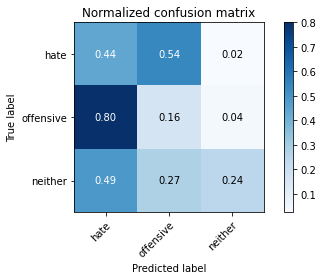 Normalized confusion matrix
hate 0.44 0.54 0.02
offensive 0.80 0.16 0.04
neither 0.49 0.27 0.24
hate offensive neither
True label
Predicted label
0.8
0.7
0.6
0.5
0.4
0.3
0.2
0.1